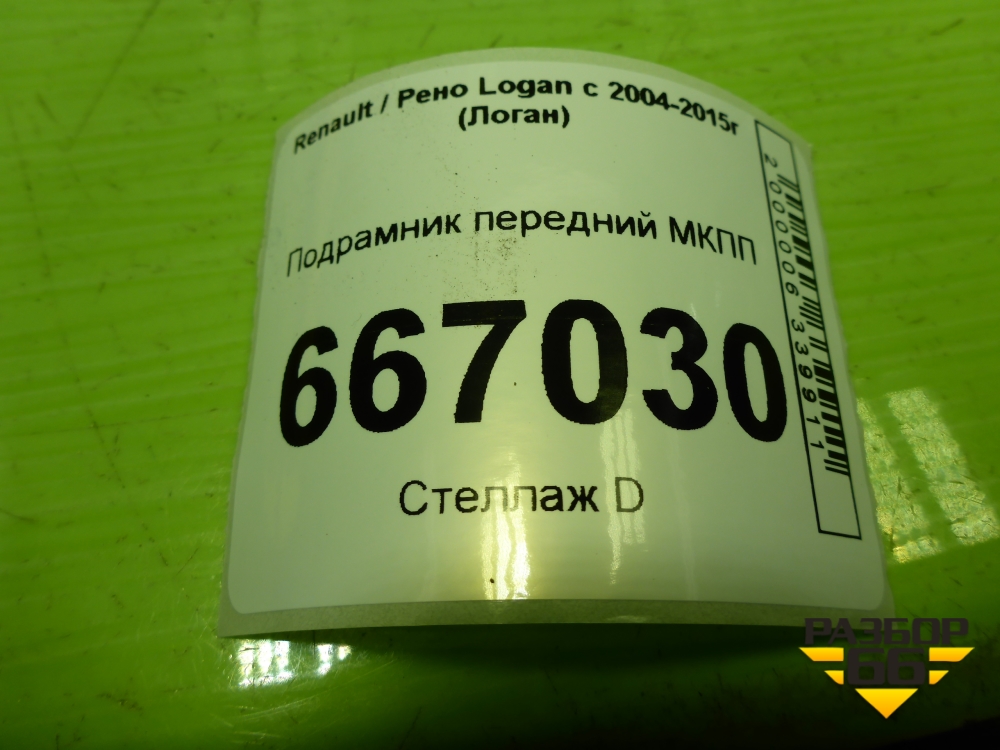 Renault / Рено Logan с 2004-2015г
(Логан)
Подрамник передний МКПП
667030
Стеллаж D
2000006339911
РАЗБОР
66